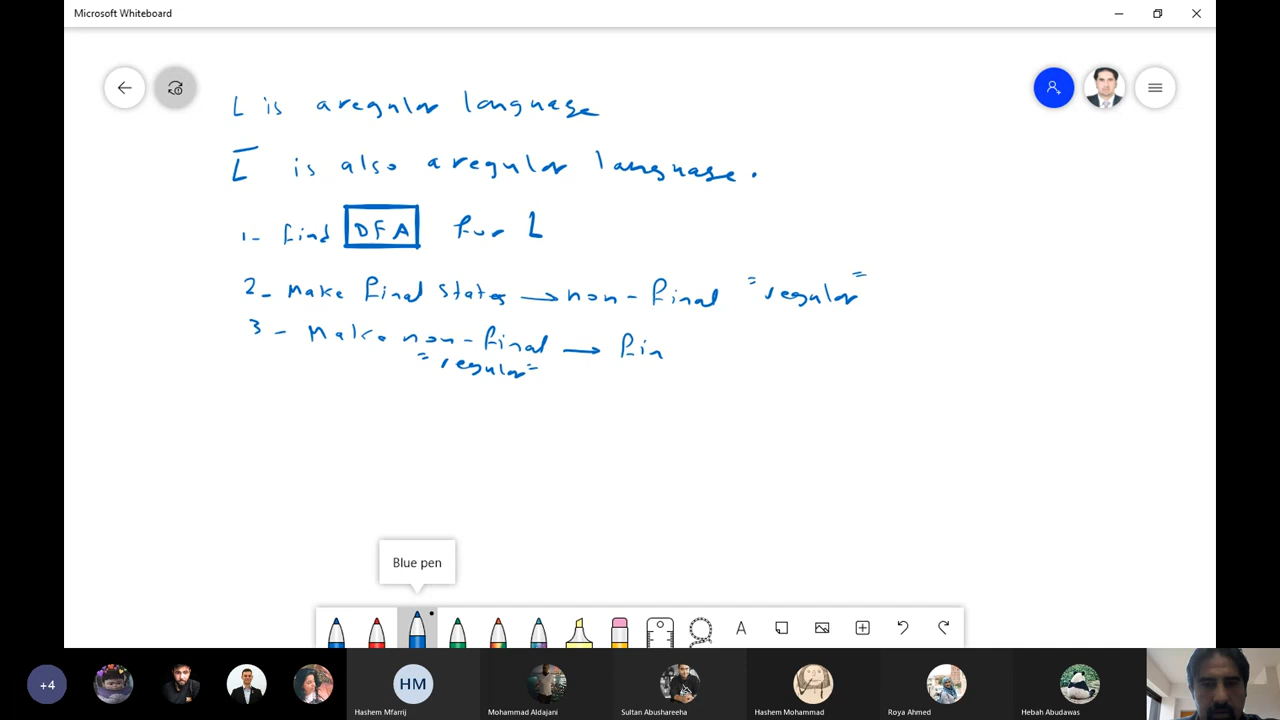 Microsoft Whiteboard
L is a regular language
L̅ is also a regular language.
1- find DFA for L
2- Make final states → non-final "regular"
3- Make non-final → fin
"regular"
Blue pen
A
+4
HM
Hashem Mfarrij
Mohammad Aldajani
Sultan Abushareeha
Hashem Mohammad
Roya Ahmed
Hebah Abudawas